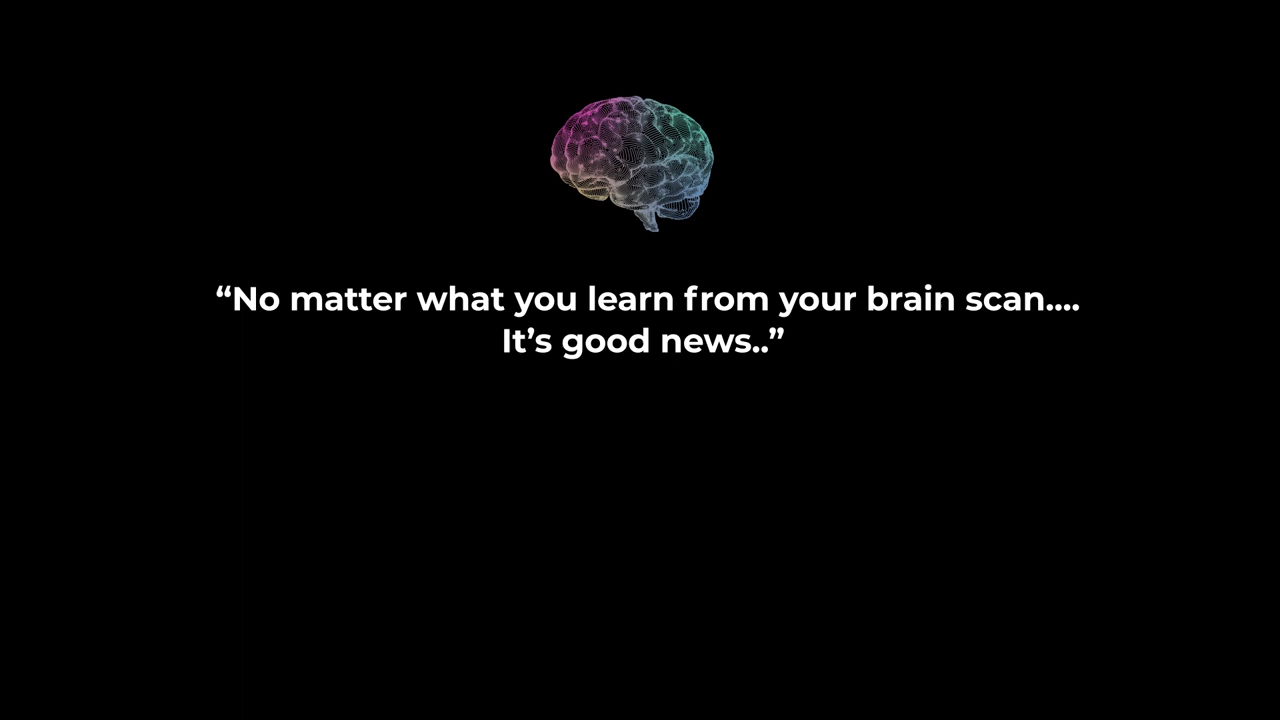 “No matter what you learn from your brain scan....
It’s good news..”